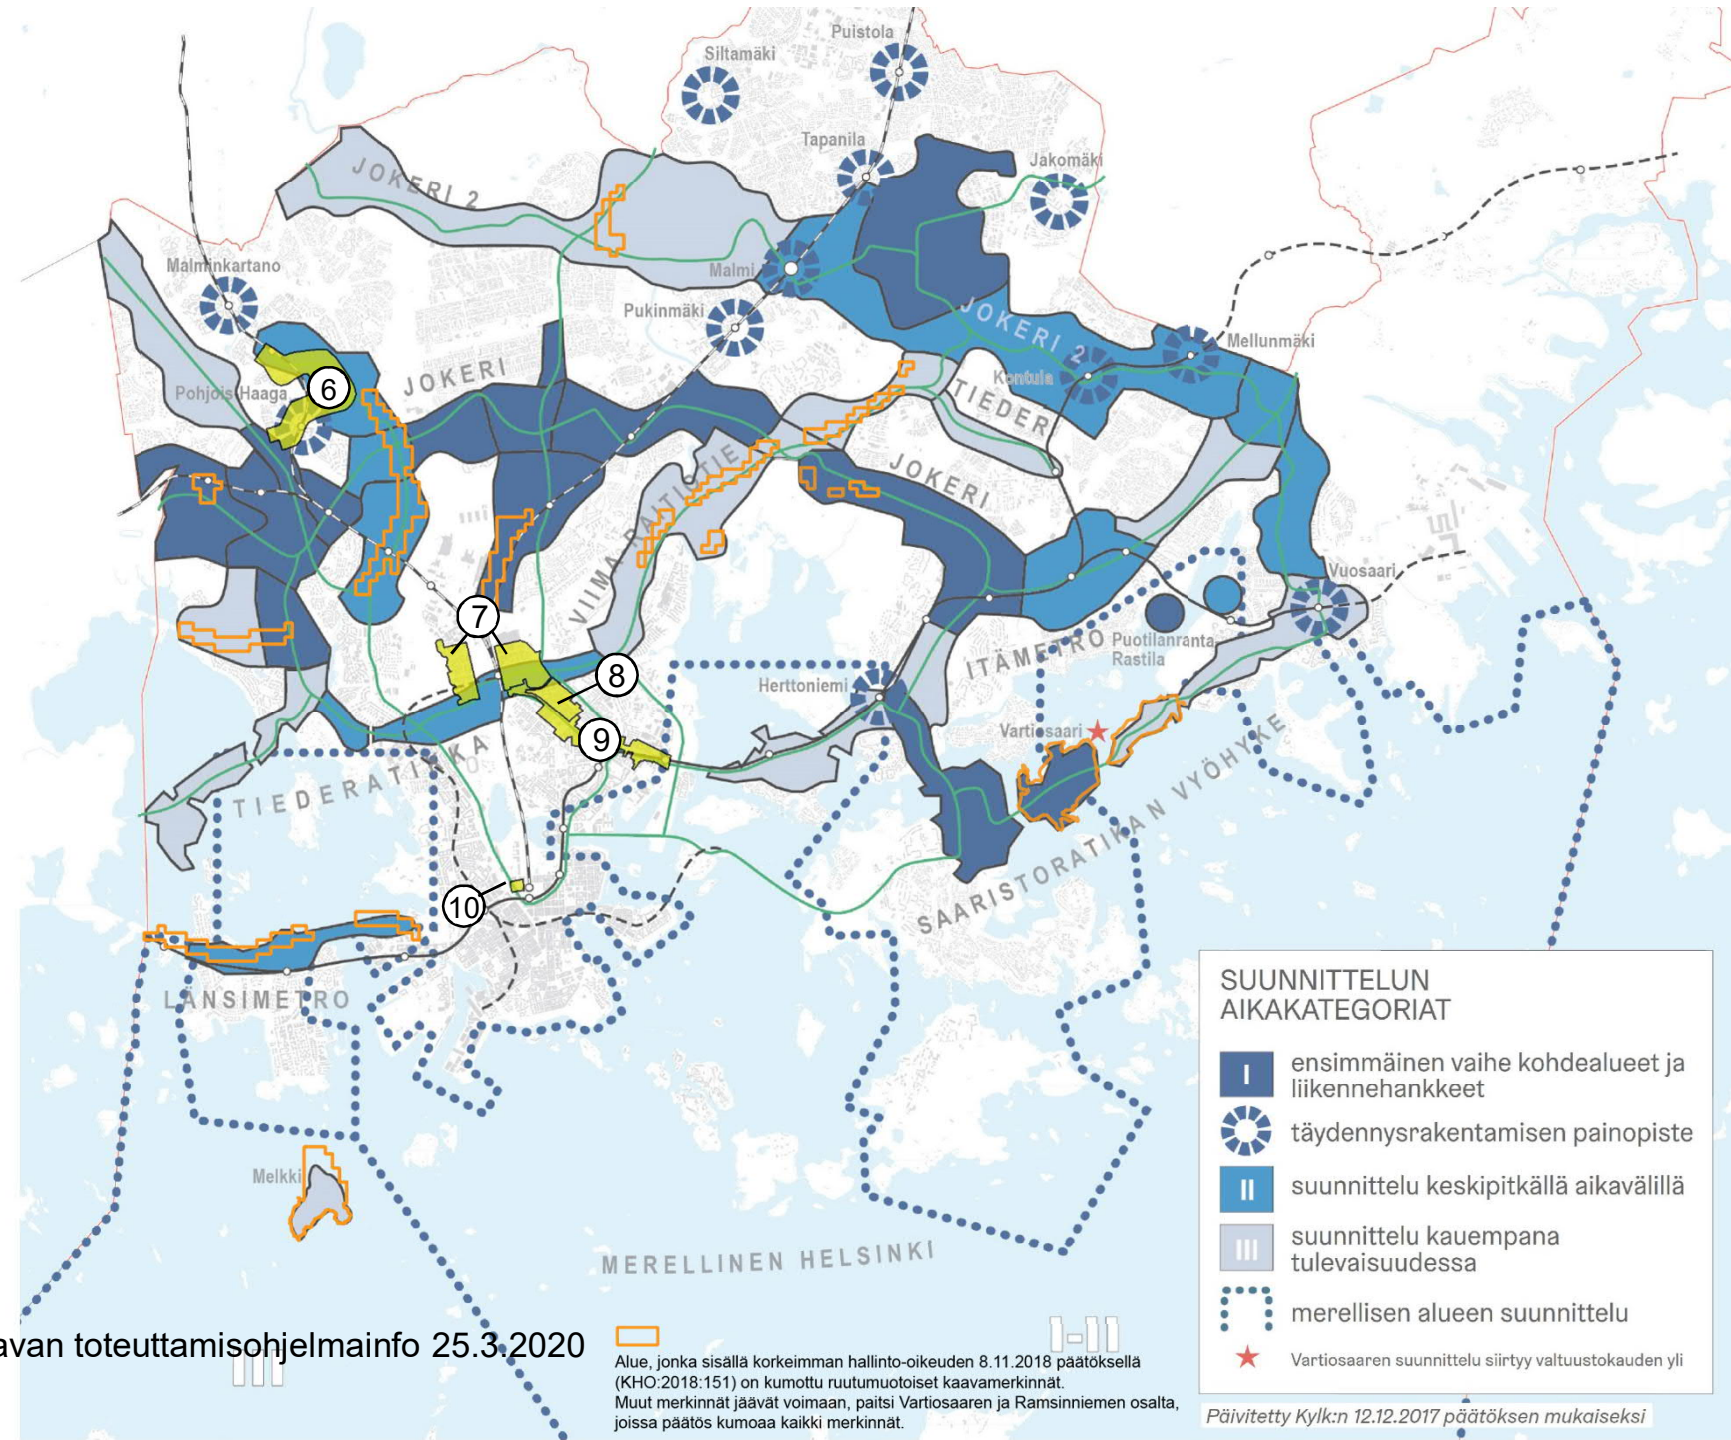 Puistola
Siltamäki
Tapanila
Jakomäki
JOKERI 2
Malminkartano
Malmi
Pukinmäki
JOKERI 2
Mellunmäki
JOKERI
Kontula
Pohjois-Haaga
6
TIEDER
JOKERI
VIIMA-RAITIOTIE
Vuosaari
7
ITÄMETRO
Puotilanranta
Rastila
8
Herttoniemi
9
Vartiosaari
TIEDERATIKKA
SAARISTORATIKAN VYÖHYKE
10
LÄNSIMETRO
Melkki
MERELLINEN HELSINKI
I-II
III
avan toteuttamisohjelmainfo 25.3.2020
Alue, jonka sisällä korkeimman hallinto-oikeuden 8.11.2018 päätöksellä
(KHO:2018:151) on kumottu ruutumuotoiset kaavamerkinnät.
Muut merkinnät jäävät voimaan, paitsi Vartiosaaren ja Ramsinniemen osalta,
joissa päätös kumoaa kaikki merkinnät.
SUUNNITTELUN
AIKAKATEGORIAT
I ensimmäinen vaihe kohdealueet ja
liikennehankkeet
täydennysrakentamisen painopiste
II suunnittelu keskipitkällä aikavälillä
III suunnittelu kauempana
tulevaisuudessa
merellisen alueen suunnittelu
Vartiosaaren suunnittelu siirtyy valtuustokauden yli
Päivitetty Kylk:n 12.12.2017 päätöksen mukaiseksi